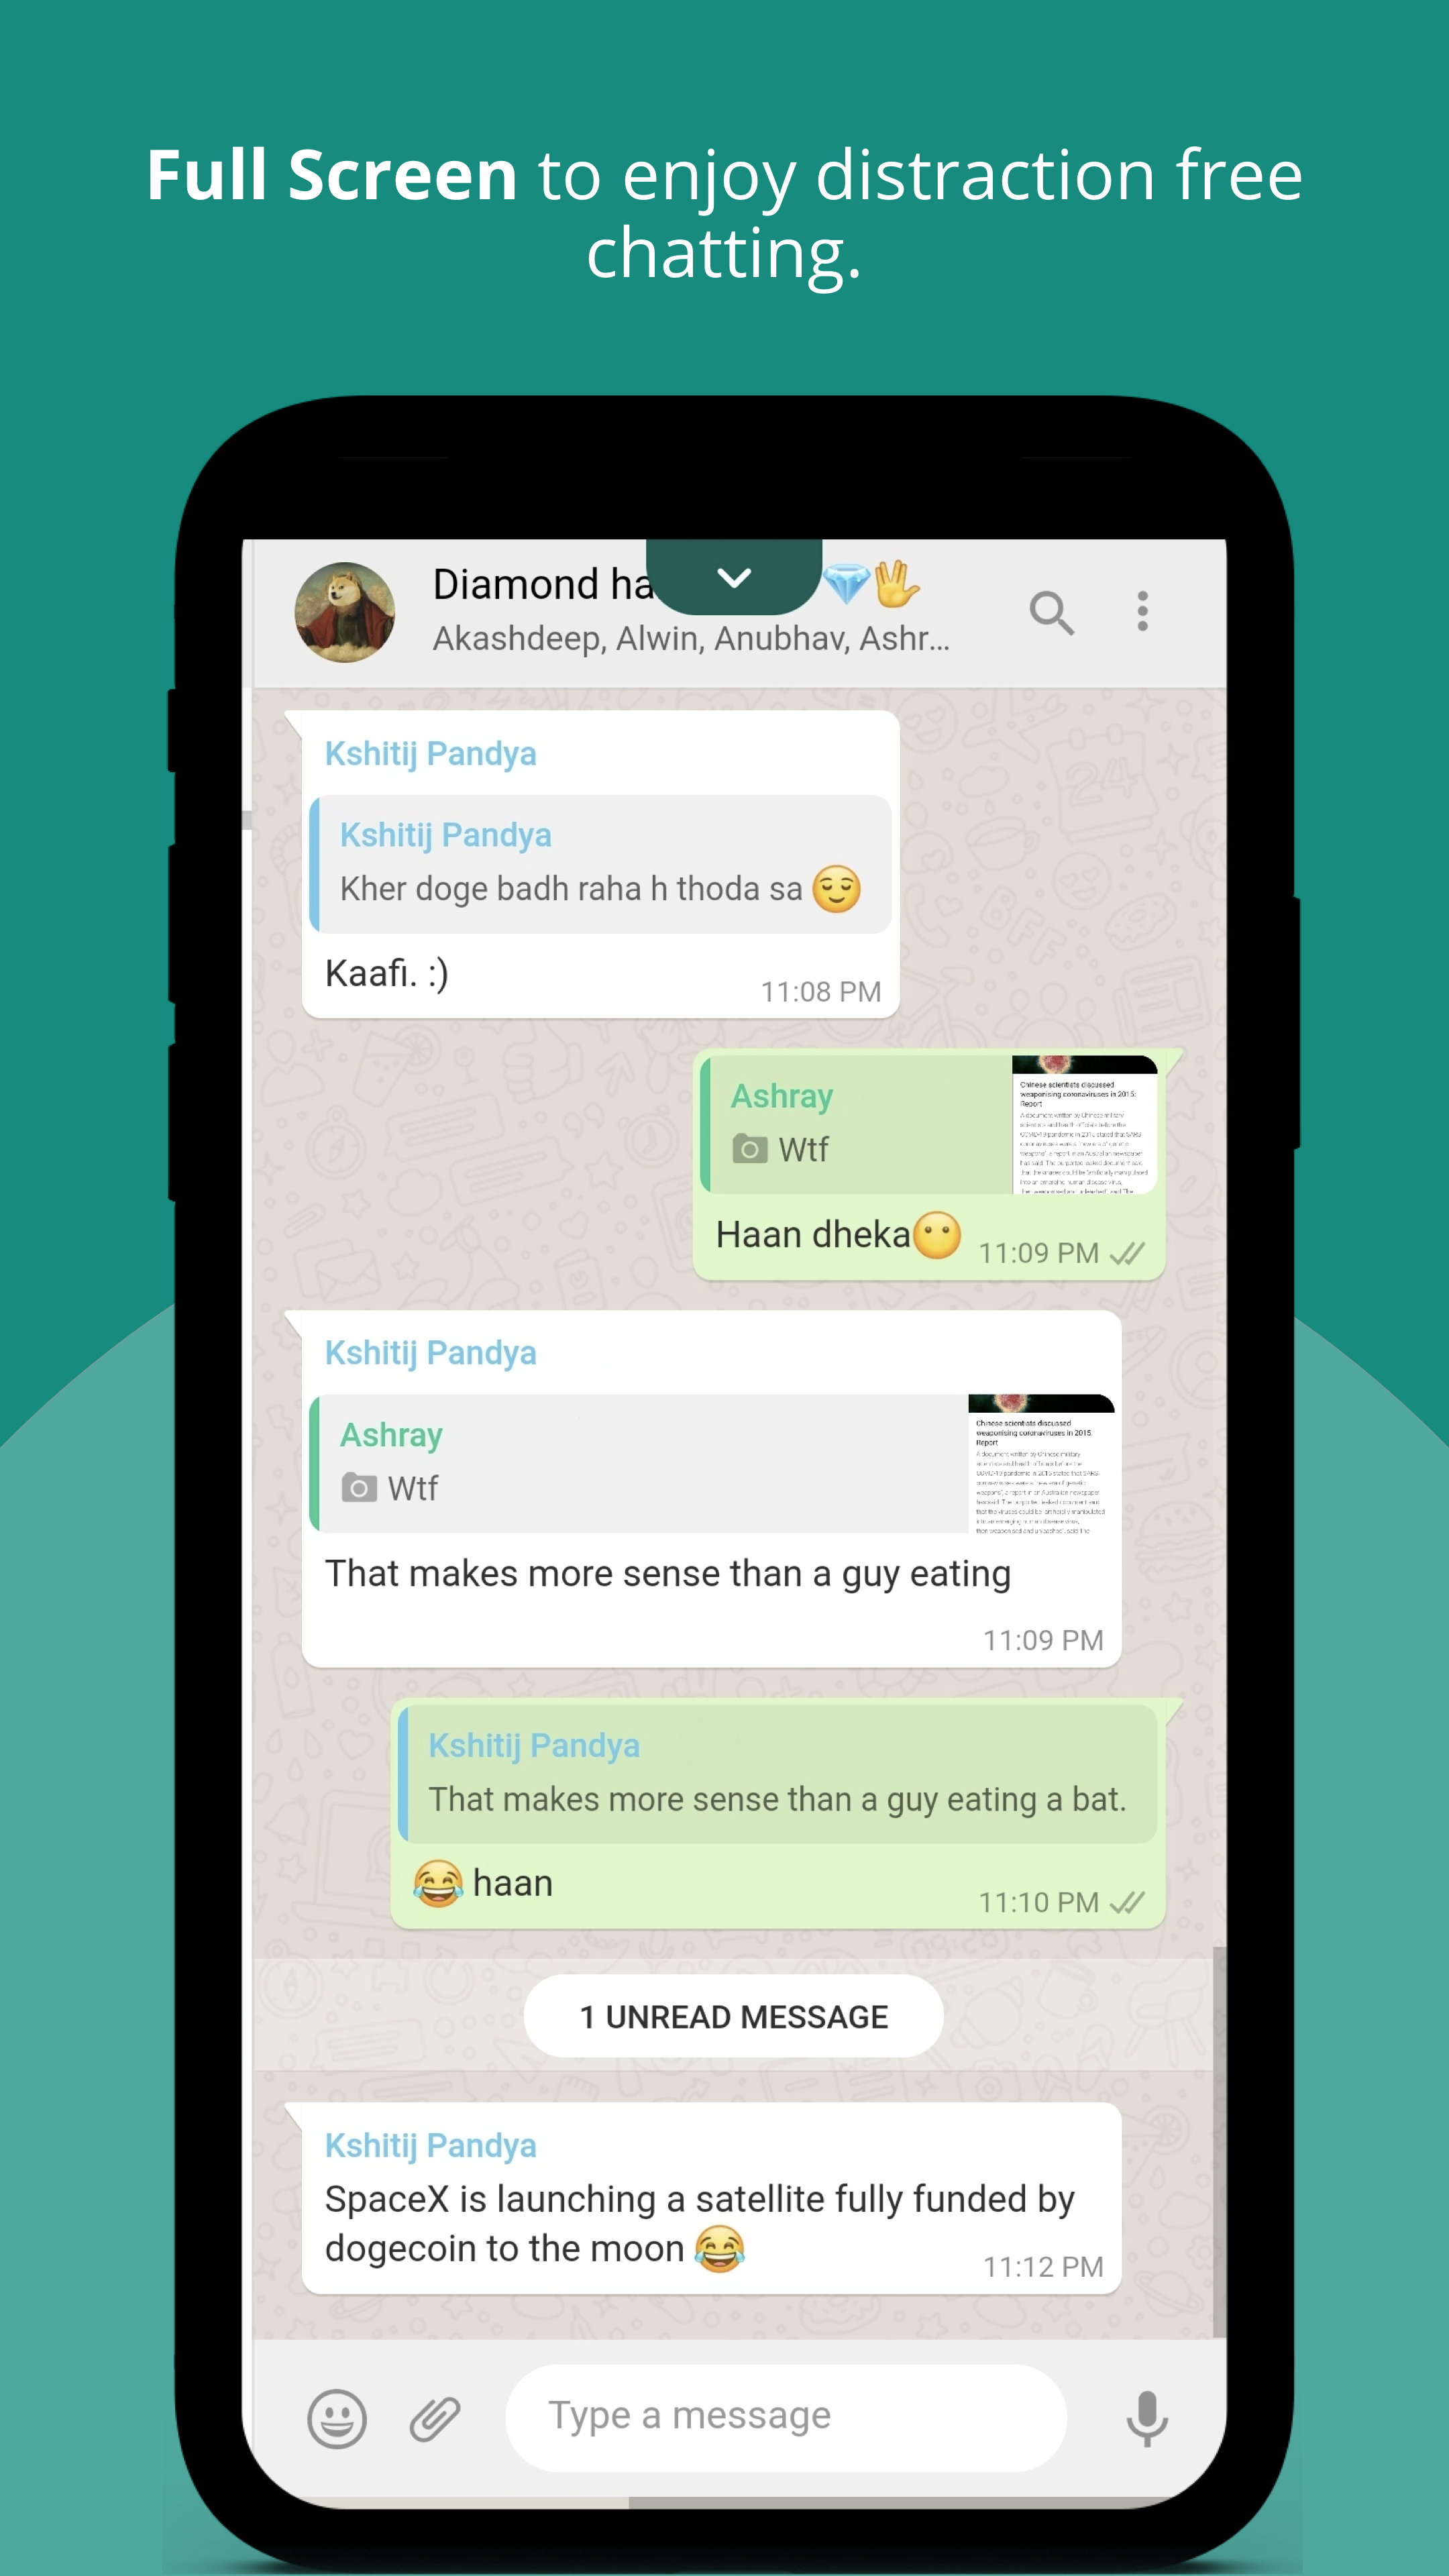 Full Screen to enjoy distraction free
chatting.
Diamond ha 💎🖖
Akashdeep, Alwin, Anubhav, Ashr...
Kshitij Pandya
Kshitij Pandya
Kher doge badh raha h thoda sa 😌
Kaafi. :)
11:08 PM
Ashray
Wtf
Chinese scientists discussed
weaponising coronaviruses in 2015:
Report
Haan dheka😶
11:09 PM
Kshitij Pandya
Ashray
Wtf
Chinese scientists discussed
weaponising coronaviruses in 2015:
Report
That makes more sense than a guy eating
11:09 PM
Kshitij Pandya
That makes more sense than a guy eating a bat.
😂 haan
11:10 PM
1 UNREAD MESSAGE
Kshitij Pandya
SpaceX is launching a satellite fully funded by
dogecoin to the moon 😂
11:12 PM
Type a message